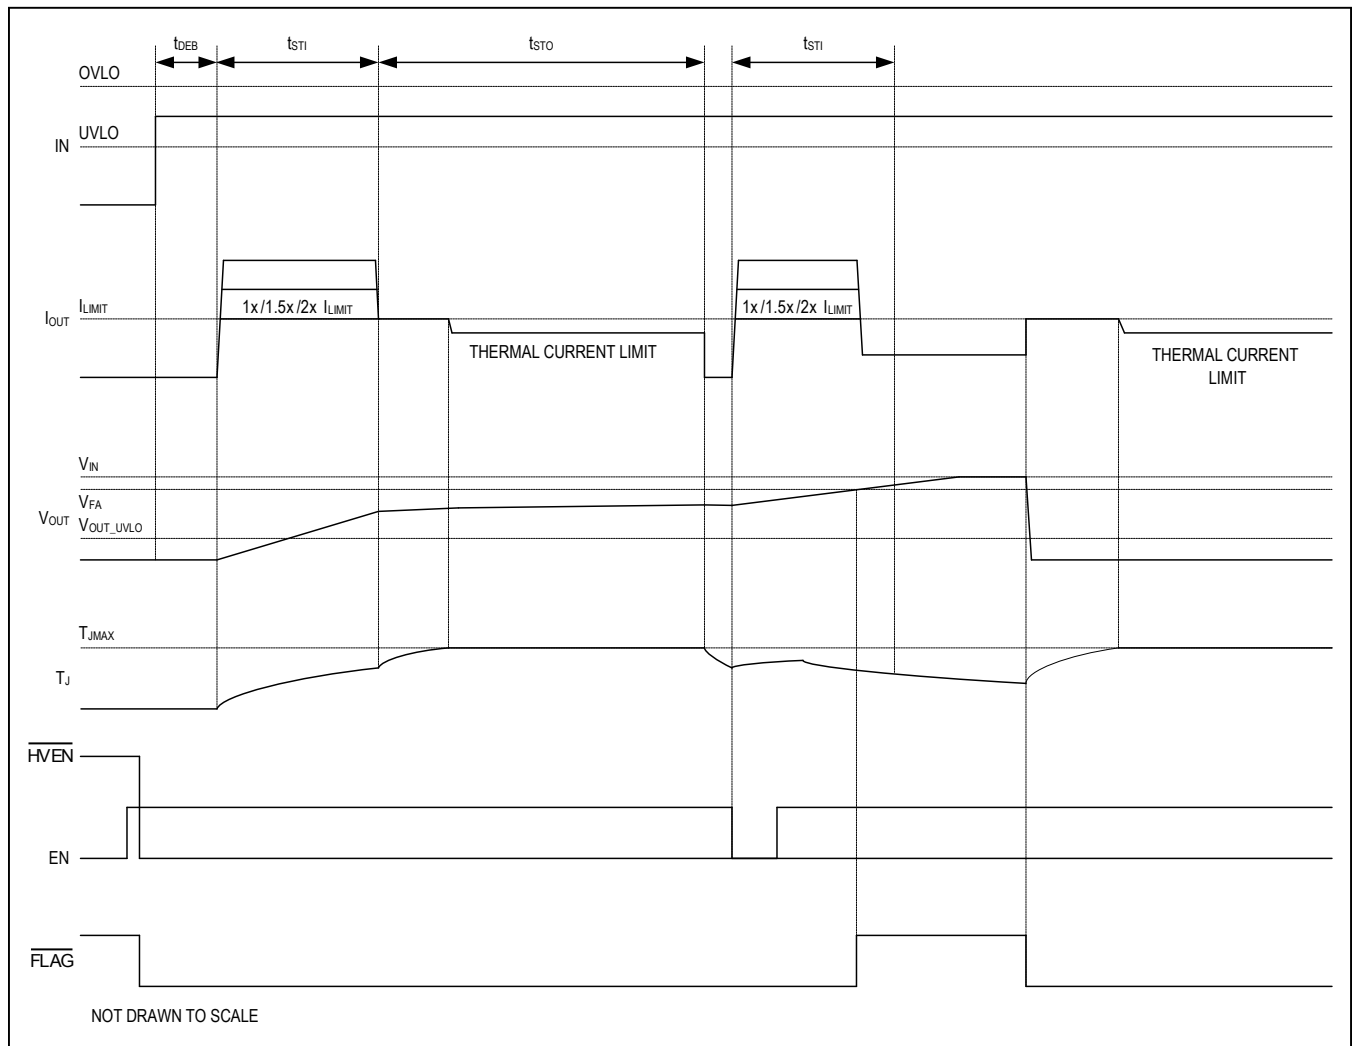 tDEB tSTI tSTO tSTI
OVLO
UVLO
IN
ILIMIT
IOUT
1x/1.5x/2x ILIMIT
1x/1.5x/2x ILIMIT
THERMAL CURRENT LIMIT
THERMAL CURRENT
LIMIT
VIN
VFA
VOUT
VOUT_UVLO
TJMAX
TJ
HVEN
EN
FLAG
NOT DRAWN TO SCALE